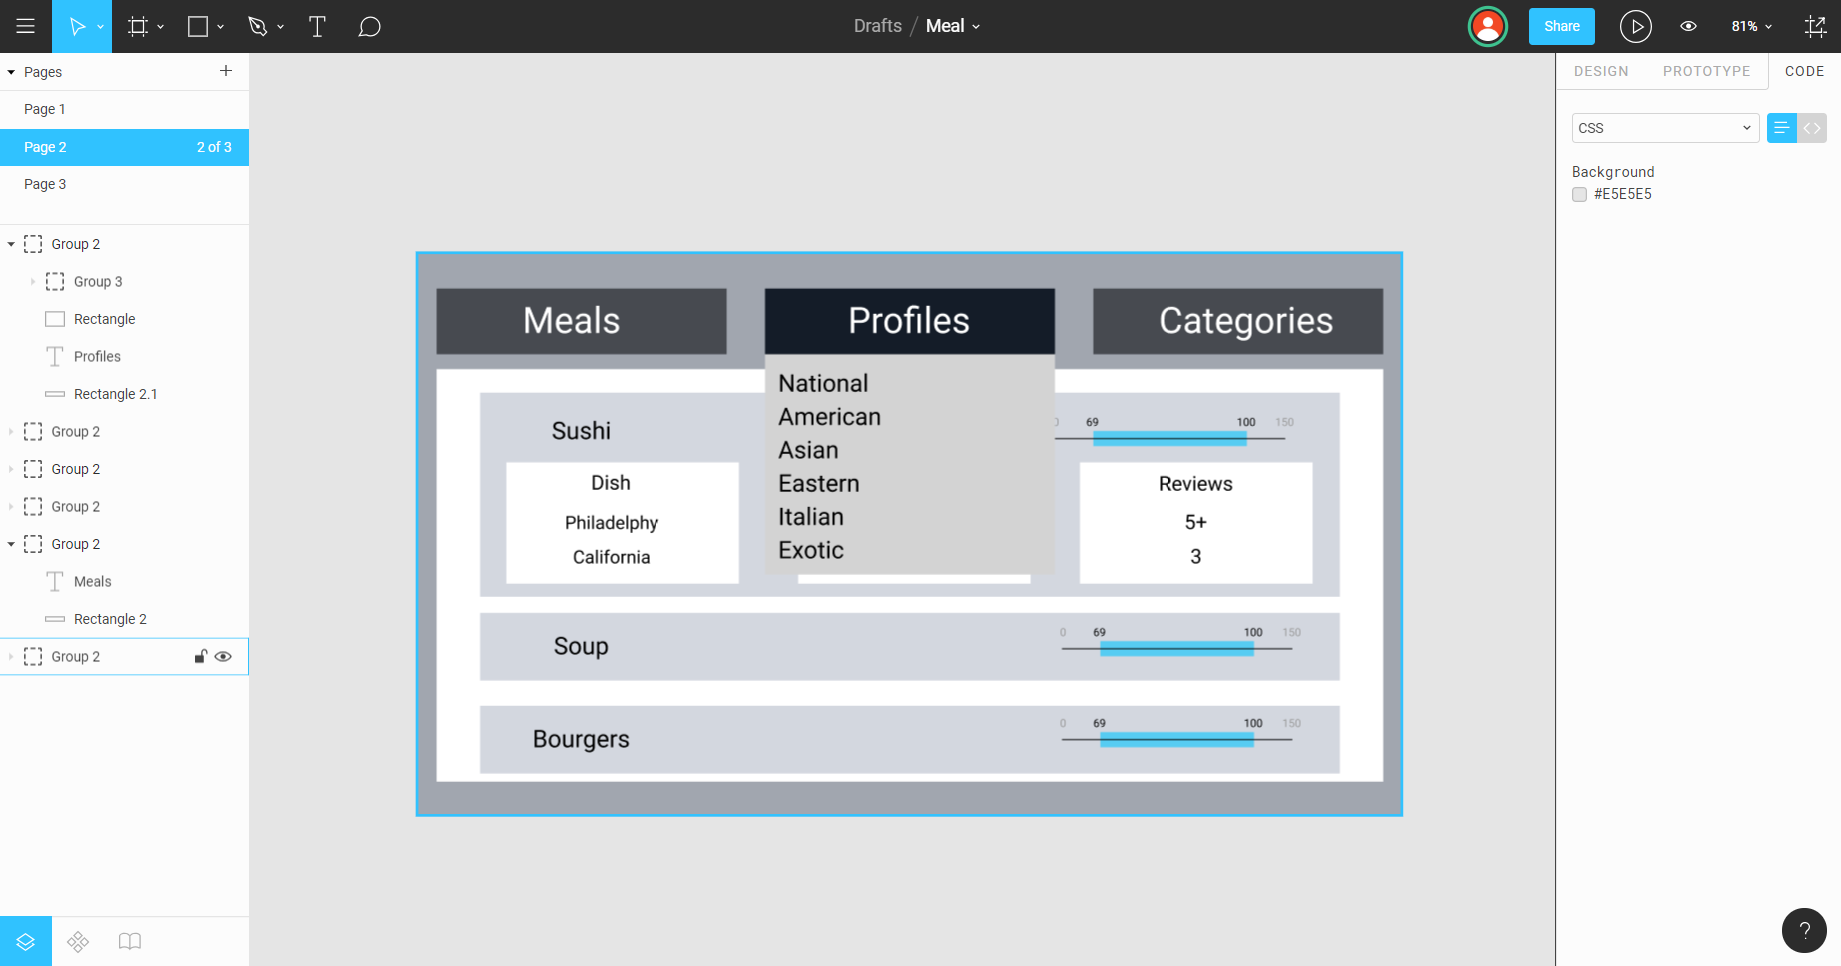 Drafts / Meal
Share
81%
Pages
Page 1
Page 2 2 of 3
Page 3
Group 2
Group 3
Rectangle
Profiles
Rectangle 2.1
Group 2
Group 2
Group 2
Group 2
Meals
Rectangle 2
Group 2
Meals Profiles Categories
National
American
Asian
Eastern
Italian
Exotic
Sushi
69 100 150
Dish
Philadelphy
California
Reviews
5+
3
Soup
0 69 100 150
Bourgers
0 69 100 150
DESIGN PROTOTYPE CODE
CSS
Background
#E5E5E5
?